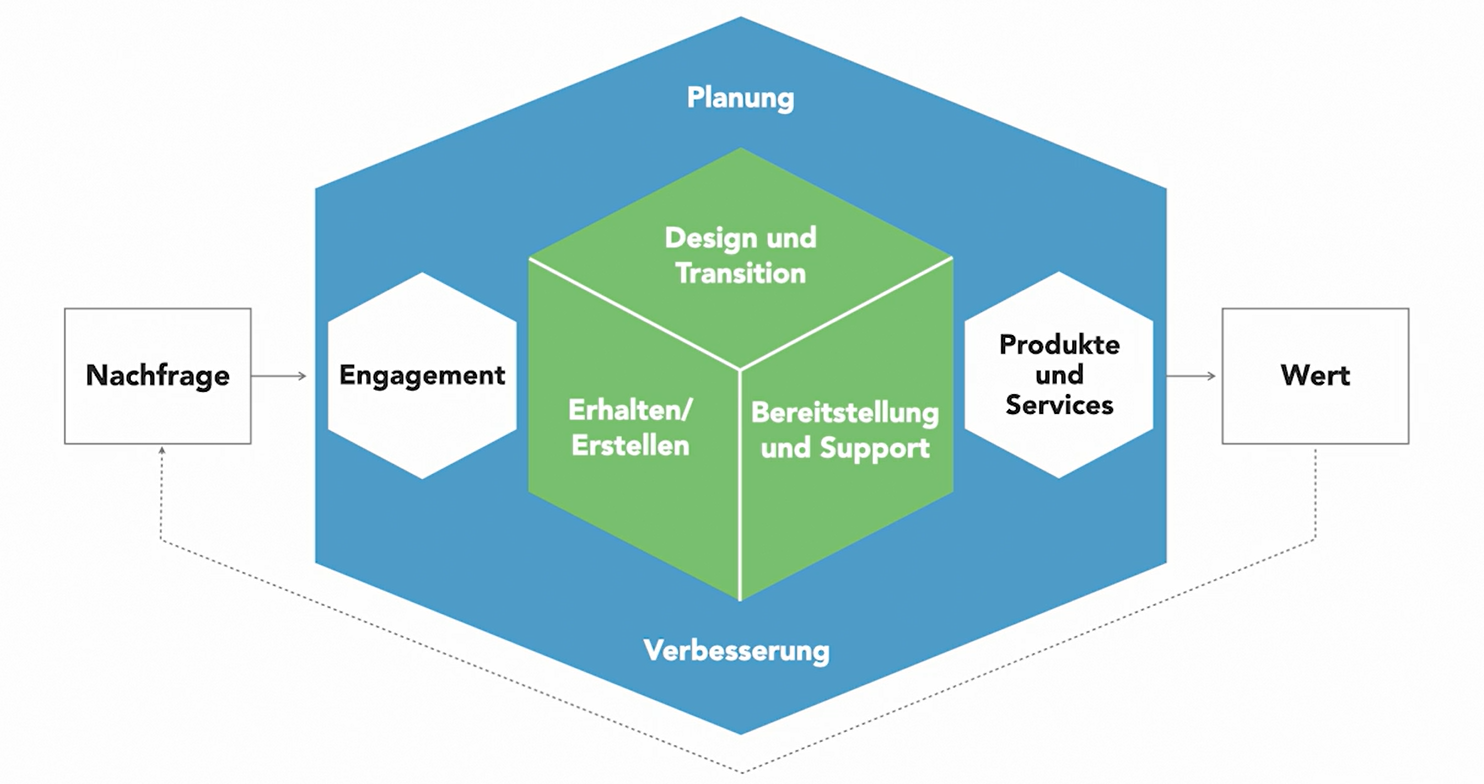 Planung
Design und
Transition
Nachfrage
Engagement
Erhalten/
Erstellen
Bereitstellung
und Support
Produkte
und
Services
Wert
Verbesserung